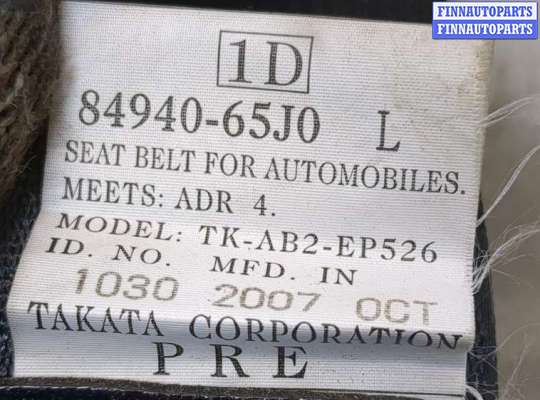 FINNAUTOPARTS
FINNAUTOPARTS
1D
84940-65J0 L
SEAT BELT FOR AUTOMOBILES.
MEETS: ADR 4.
MODEL: TK-AB2-EP526
ID. NO. MFD. IN
1030 2007 OCT
TAKATA CORPORATION
PRE